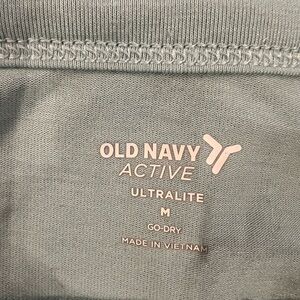 OLD NAVY
ACTIVE
ULTRALITE
M
GO-DRY
MADE IN VIETNAM